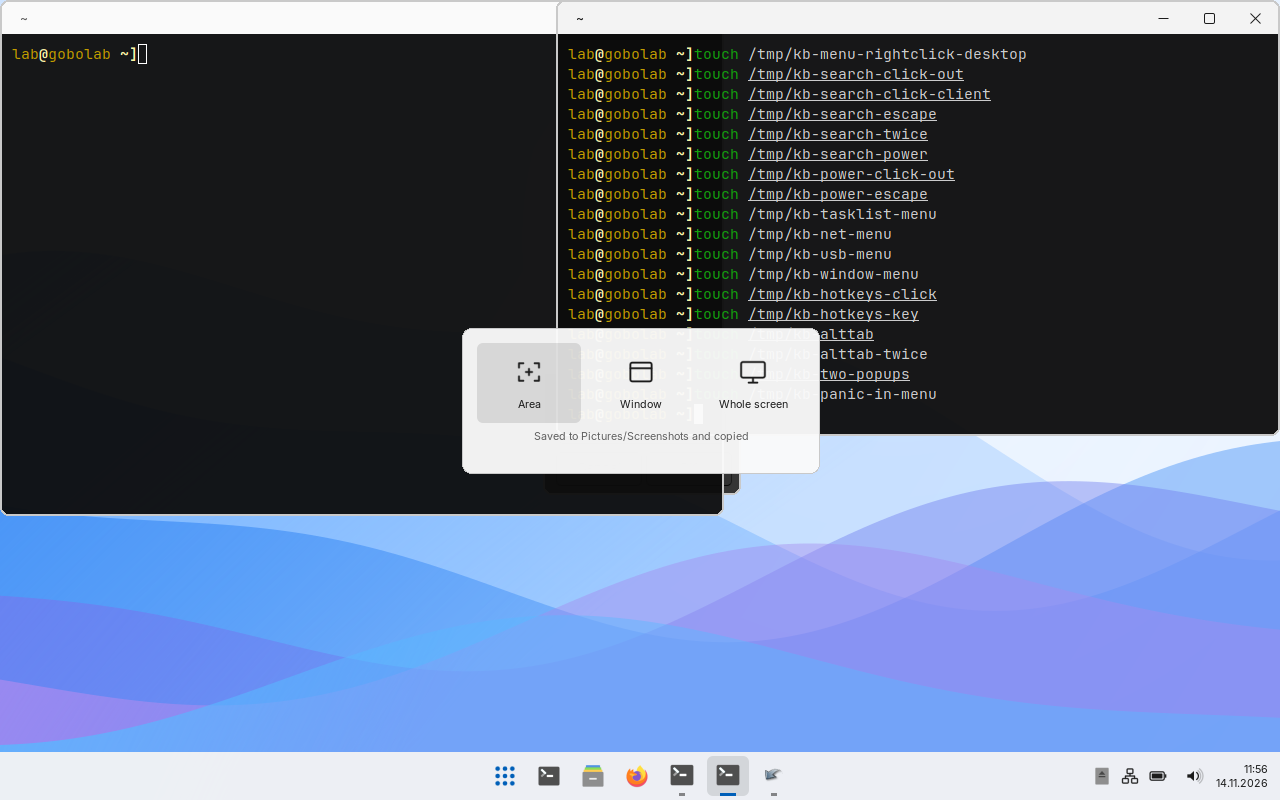 ~
~
lab@gobolab ~]
lab@gobolab ~]touch /tmp/kb-menu-rightclick-desktop
lab@gobolab ~]touch /tmp/kb-search-click-out
lab@gobolab ~]touch /tmp/kb-search-click-client
lab@gobolab ~]touch /tmp/kb-search-escape
lab@gobolab ~]touch /tmp/kb-search-twice
lab@gobolab ~]touch /tmp/kb-search-power
lab@gobolab ~]touch /tmp/kb-power-click-out
lab@gobolab ~]touch /tmp/kb-power-escape
lab@gobolab ~]touch /tmp/kb-tasklist-menu
lab@gobolab ~]touch /tmp/kb-net-menu
lab@gobolab ~]touch /tmp/kb-usb-menu
lab@gobolab ~]touch /tmp/kb-window-menu
lab@gobolab ~]touch /tmp/kb-hotkeys-click
lab@gobolab ~]touch /tmp/kb-hotkeys-key
alttab
alttab-twice
two-popups
panic-in-menu
Area
Window
Whole screen
Saved to Pictures/Screenshots and copied
11:56
14.11.2026